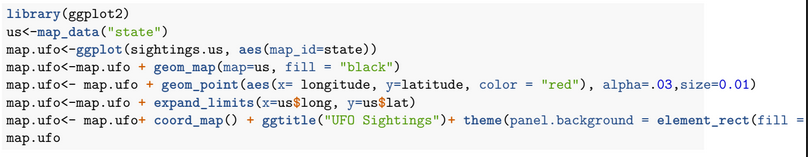 library(ggplot2)
us<-map_data("state")
map.ufo<-ggplot(sightings.us, aes(map_id=state))
map.ufo<-map.ufo + geom_map(map=us, fill = "black")
map.ufo<- map.ufo + geom_point(aes(x= longitude, y=latitude, color = "red"), alpha=.03,size=0.01)
map.ufo<-map.ufo + expand_limits(x=us$long, y=us$lat)
map.ufo<- map.ufo+ coord_map() + ggtitle("UFO Sightings")+ theme(panel.background = element_rect(fill =
map.ufo